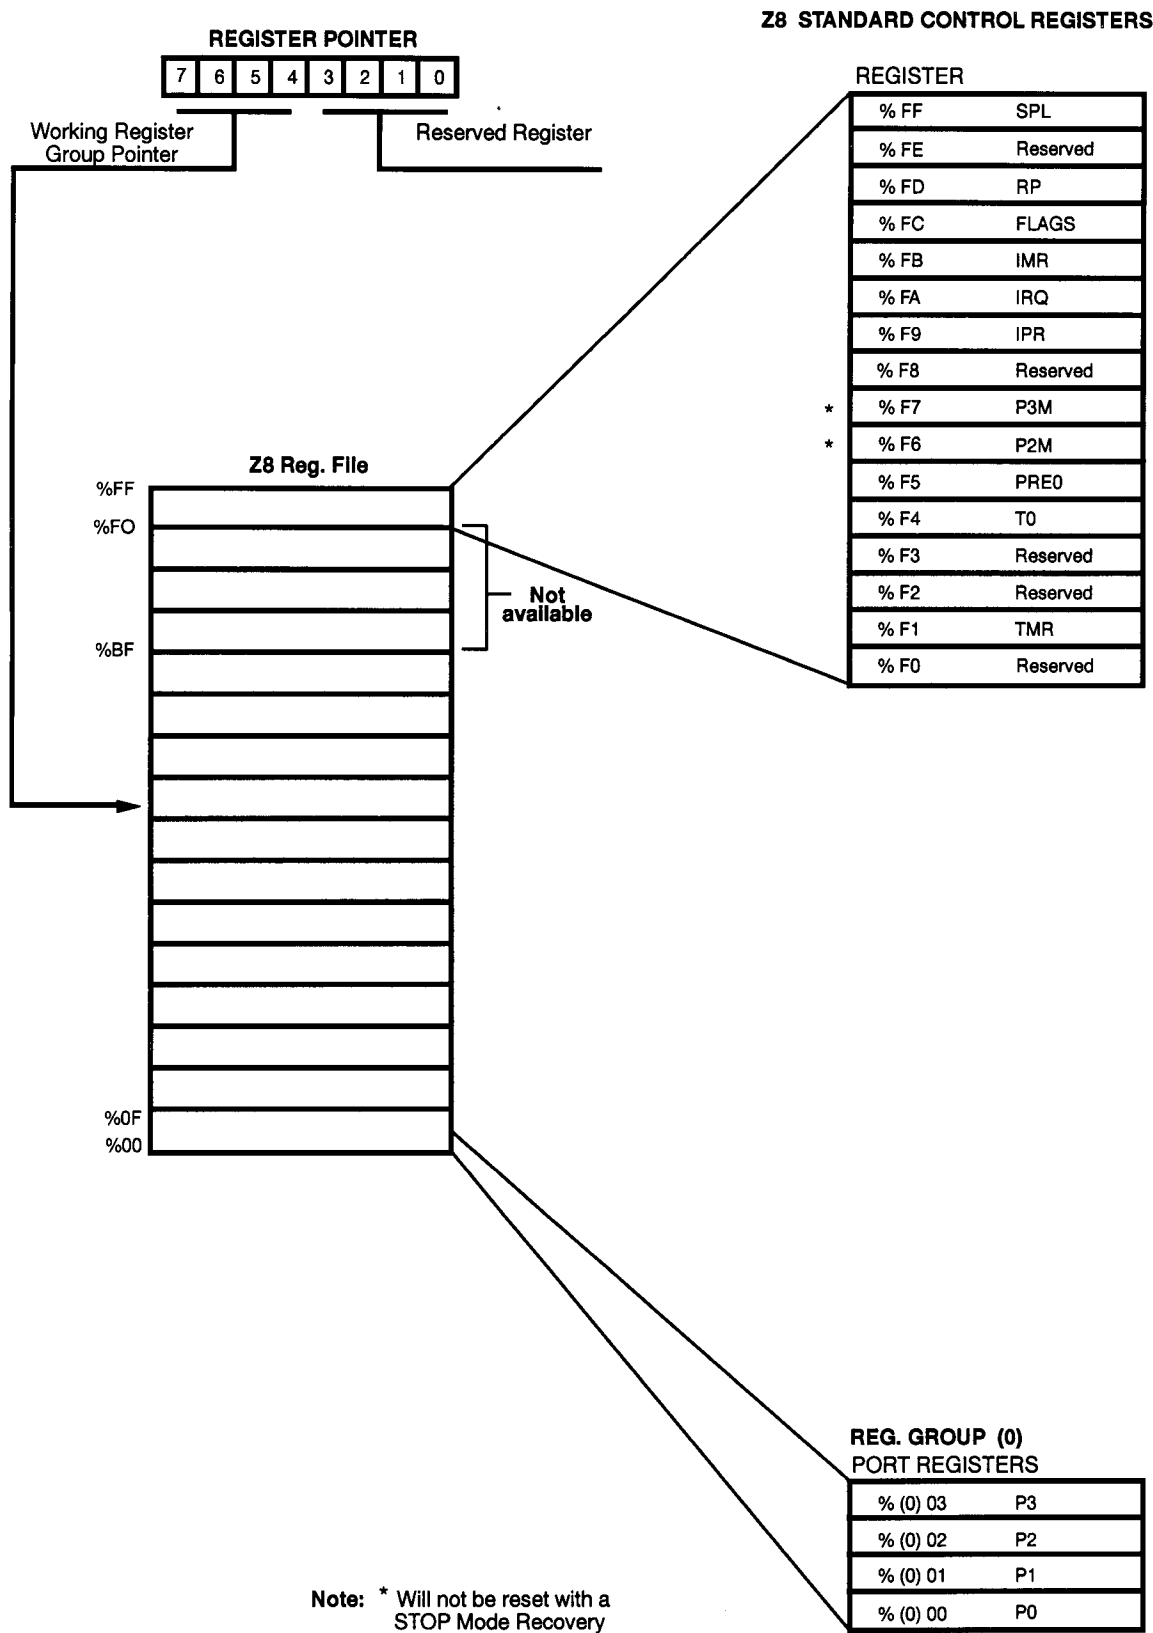 Z8 STANDARD CONTROL REGISTERS
REGISTER POINTER
7 6 5 4 3 2 1 0
Working Register
Group Pointer
Reserved Register
REGISTER
% FF SPL
% FE Reserved
% FD RP
% FC FLAGS
% FB IMR
% FA IRQ
% F9 IPR
% F8 Reserved
* % F7 P3M
* % F6 P2M
% F5 PRE0
% F4 T0
% F3 Reserved
% F2 Reserved
% F1 TMR
% F0 Reserved
Z8 Reg. File
%FF
%FO
Not
available
%BF
%0F
%00
REG. GROUP (0)
PORT REGISTERS
% (0) 03 P3
% (0) 02 P2
% (0) 01 P1
% (0) 00 P0
Note: * Will not be reset with a
STOP Mode Recovery